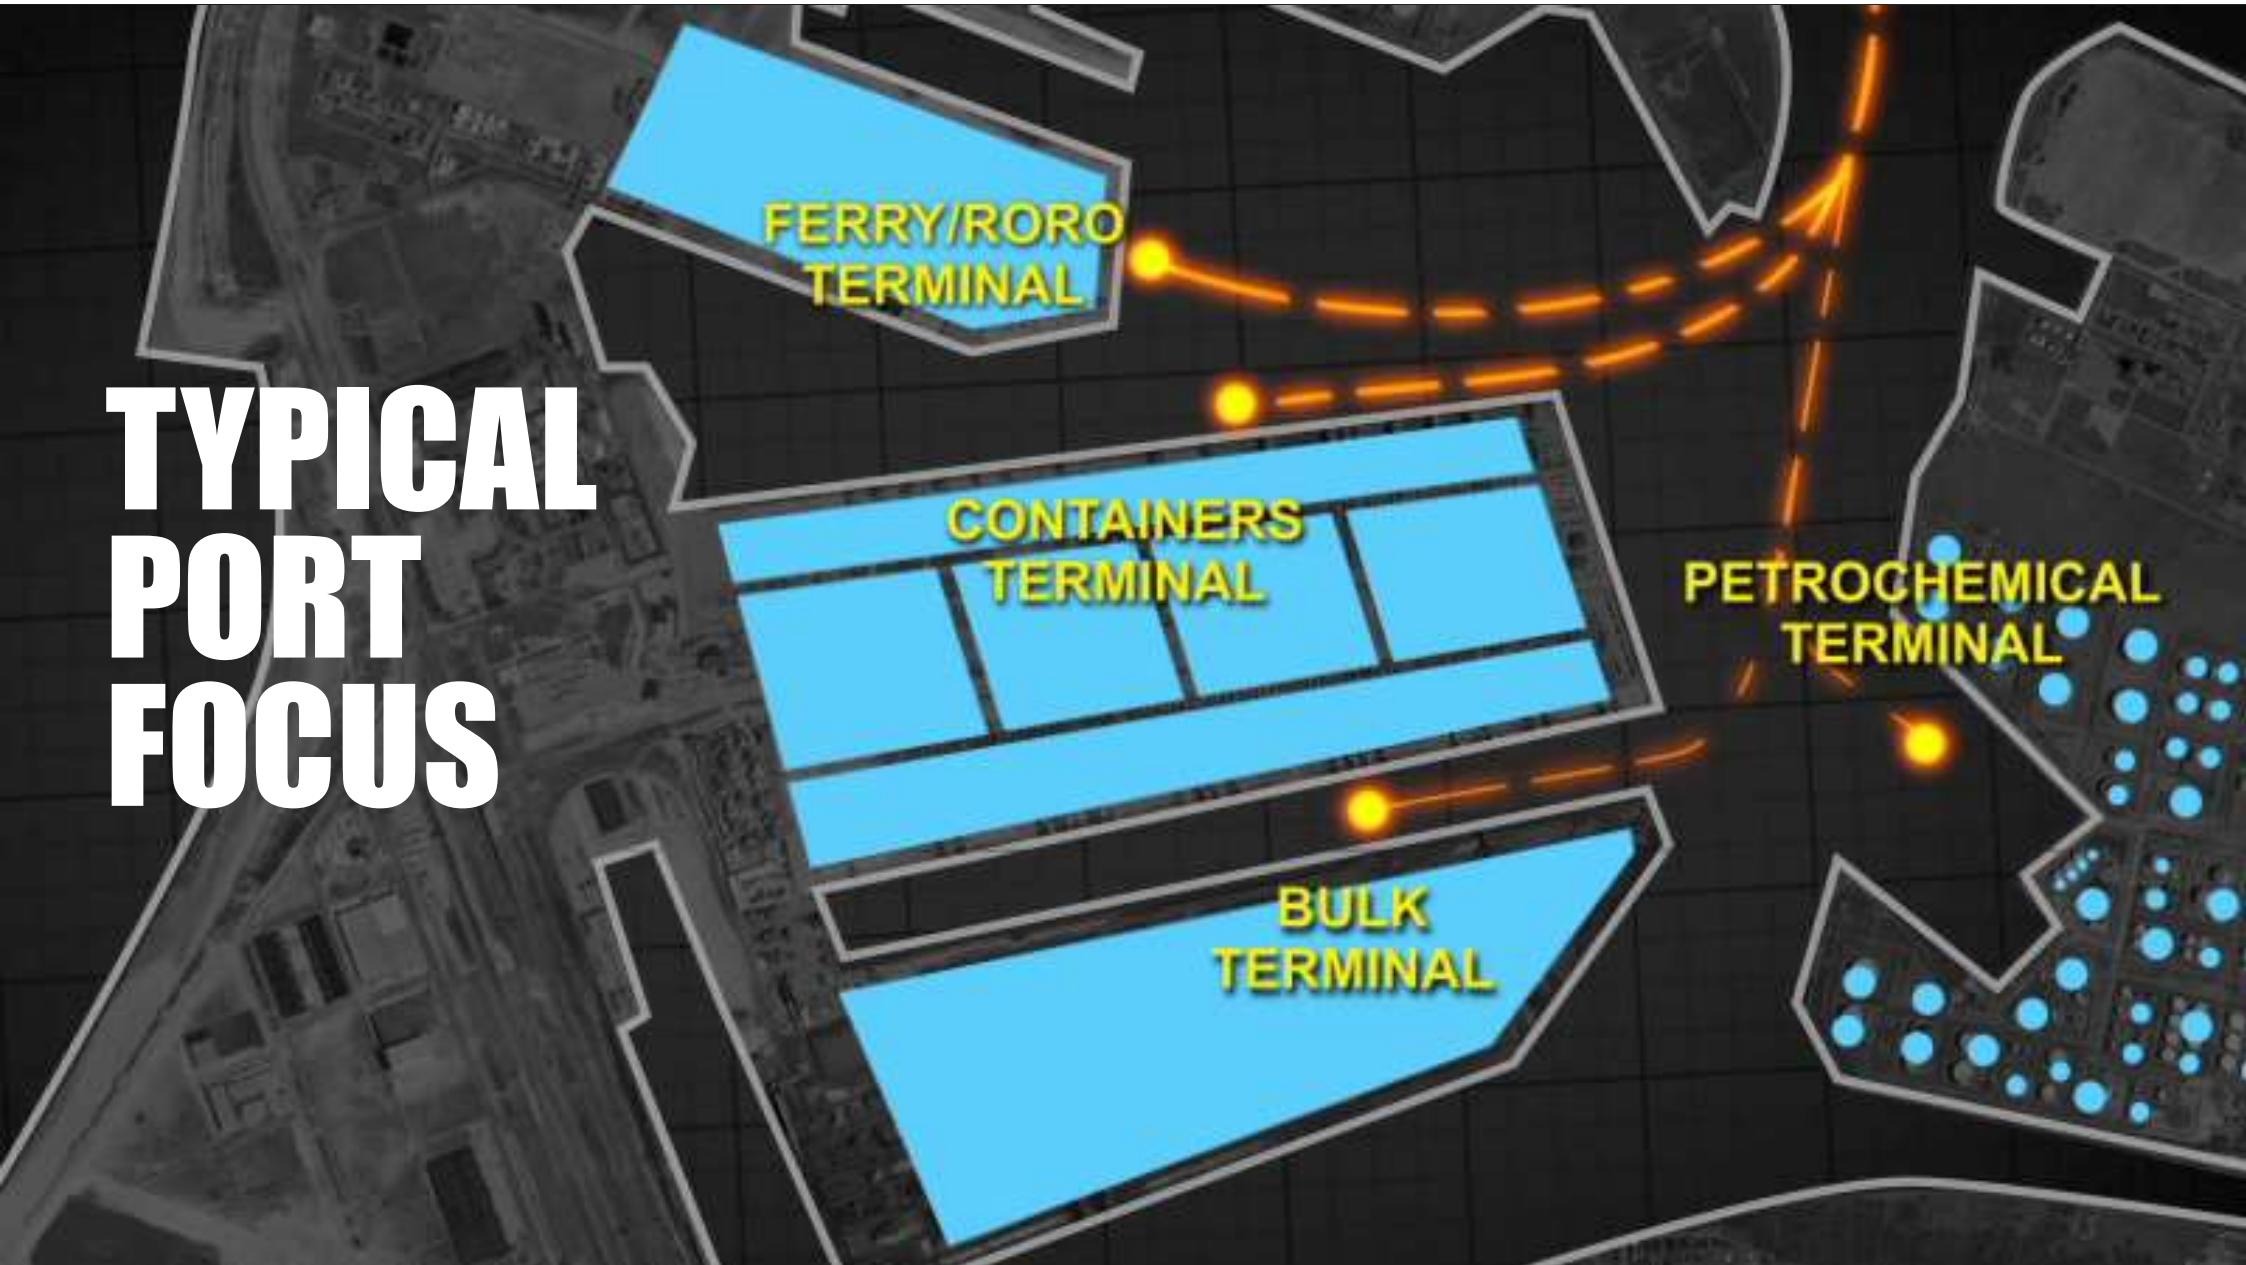 TYPICAL
PORT
FOCUS
FERRY/RORO
TERMINAL
CONTAINERS
TERMINAL
PETROCHEMICAL
TERMINAL
BULK
TERMINAL